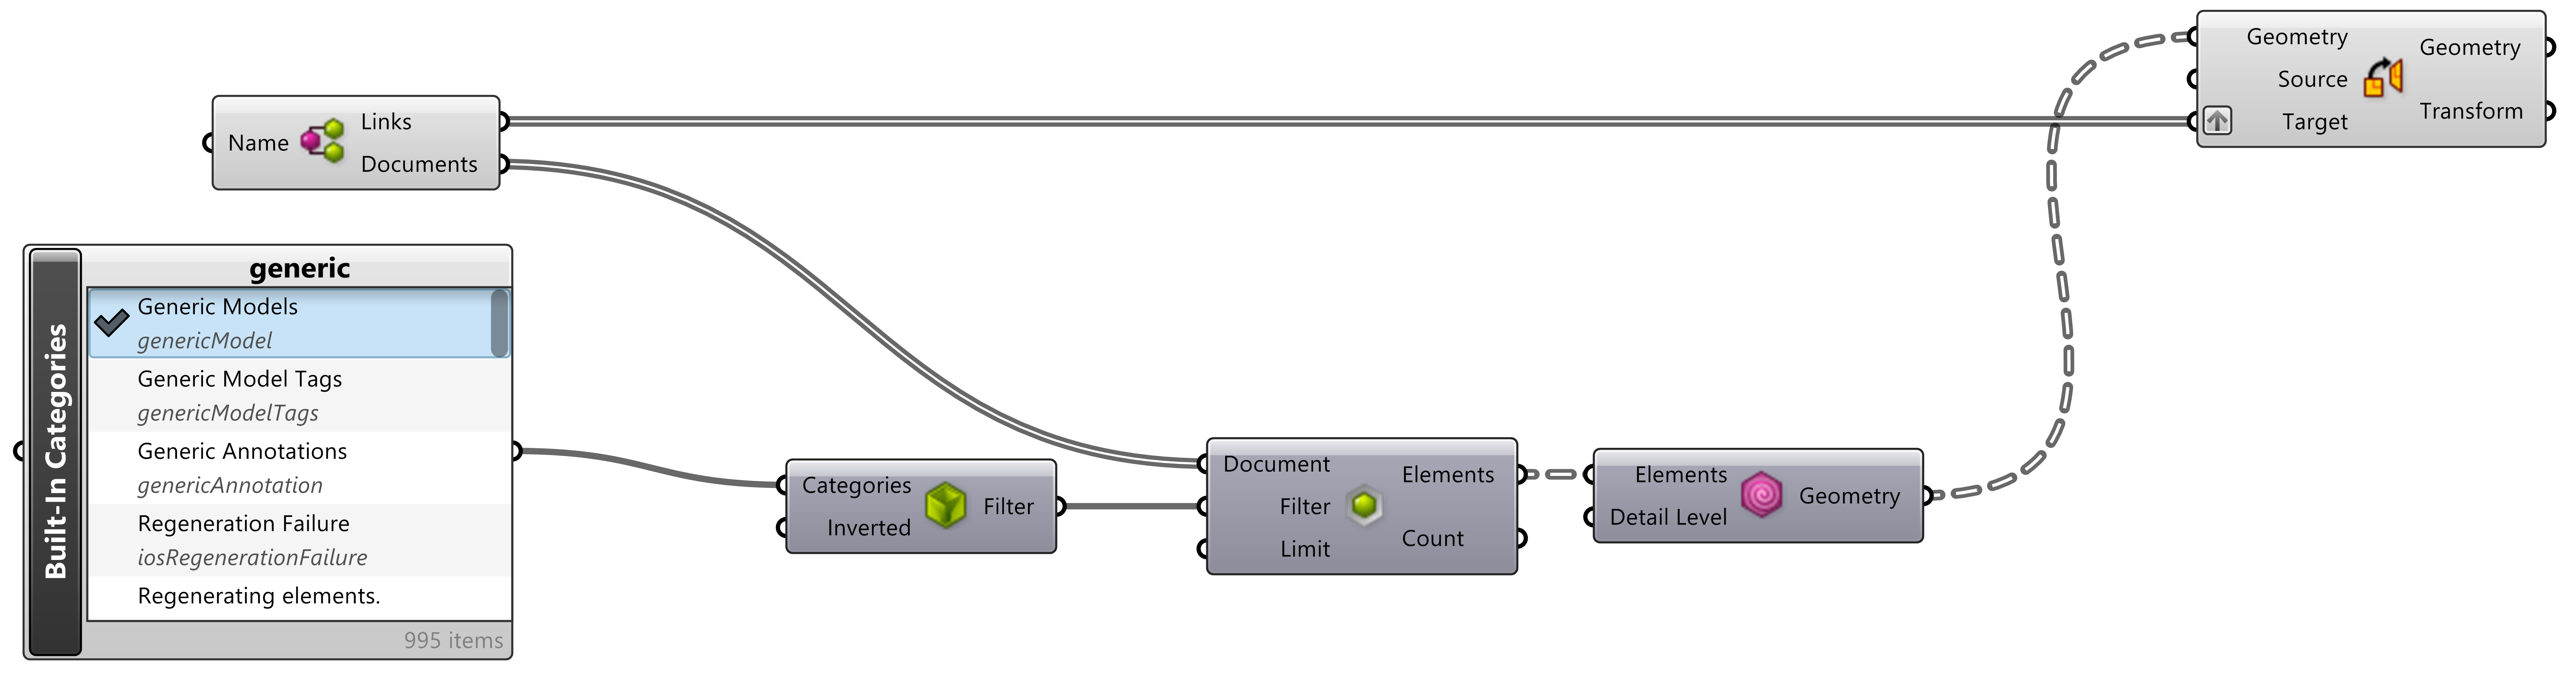 Name
Links
Documents
Built-In Categories
generic
Generic Models
genericModel
Generic Model Tags
genericModelTags
Generic Annotations
genericAnnotation
Regeneration Failure
iosRegenerationFailure
Regenerating elements.
995 items
Categories
Inverted
Filter
Document
Filter
Limit
Elements
Count
Elements
Detail Level
Geometry
Geometry
Source
Target
Geometry
Transform